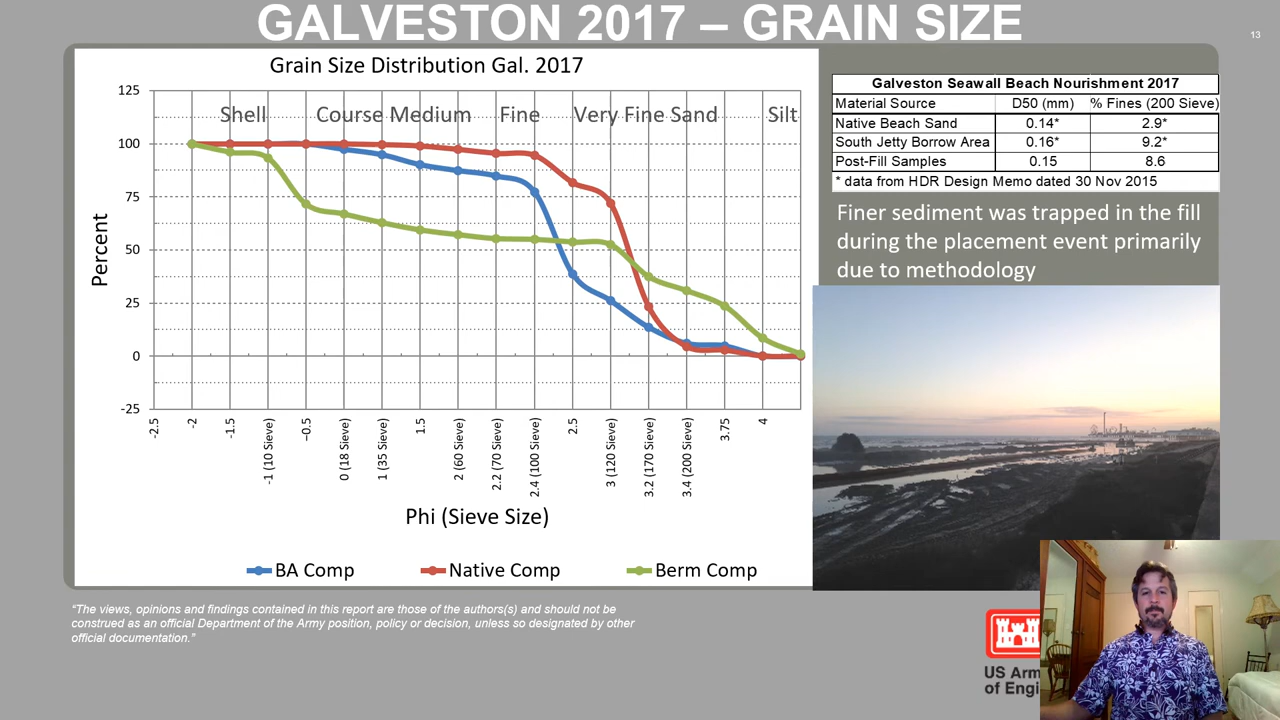 GALVESTON 2017 – GRAIN SIZE
13
Grain Size Distribution Gal. 2017
125
100
75
50
25
0
-25
Percent
Shell
Course Medium
Fine
Very Fine Sand
Silt
-2.5
-2
-1.5
-1 (10 Sieve)
-0.5
0 (18 Sieve)
1 (35 Sieve)
1.5
2 (60 Sieve)
2.2 (70 Sieve)
2.4 (100 Sieve)
2.5
3 (120 Sieve)
3.2 (170 Sieve)
3.4 (200 Sieve)
3.75
4
Phi (Sieve Size)
BA Comp
Native Comp
Berm Comp
Galveston Seawall Beach Nourishment 2017
Material Source D50 (mm) % Fines (200 Sieve)
Native Beach Sand 0.14* 2.9*
South Jetty Borrow Area 0.16* 9.2*
Post-Fill Samples 0.15 8.6
* data from HDR Design Memo dated 30 Nov 2015
Finer sediment was trapped in the fill
during the placement event primarily
due to methodology
“The views, opinions and findings contained in this report are those of the authors(s) and should not be
construed as an official Department of the Army position, policy or decision, unless so designated by other
official documentation.”
US Arm
of Engi